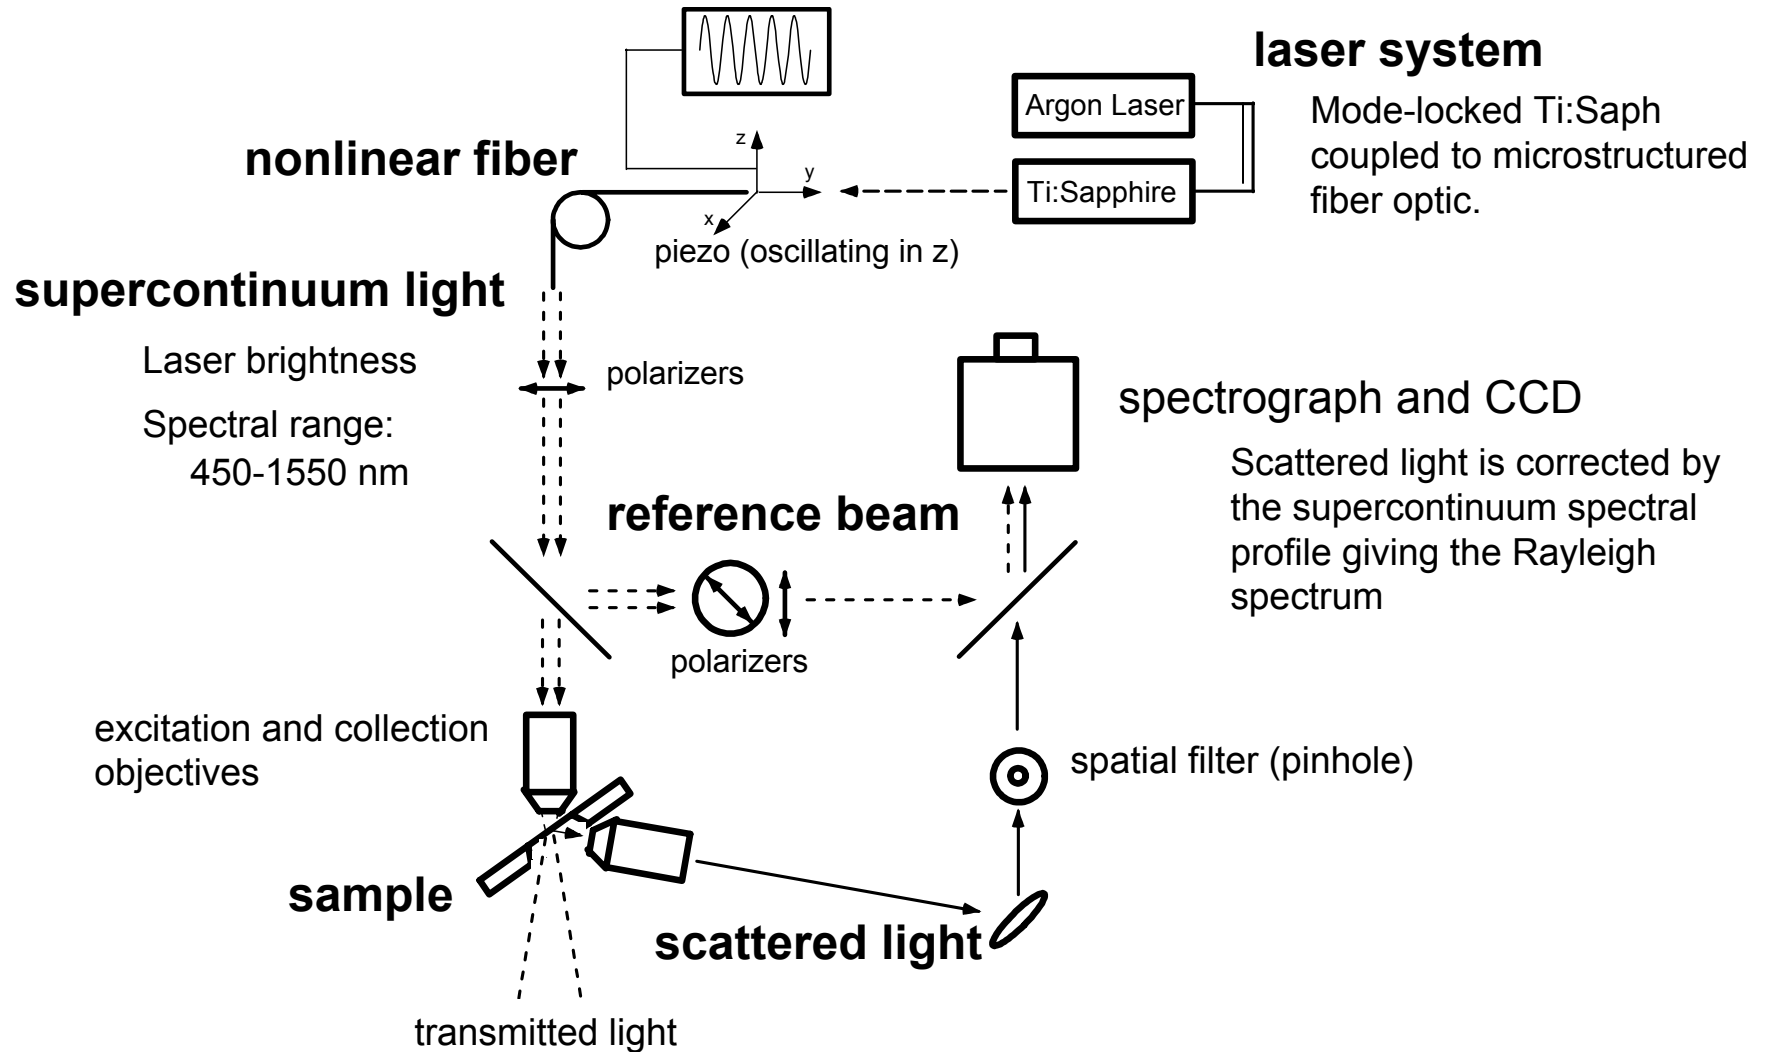 laser system
Argon Laser
Mode-locked Ti:Saph
coupled to microstructured
fiber optic.
Ti:Sapphire
nonlinear fiber
z
y
x
piezo (oscillating in z)
supercontinuum light
Laser brightness
Spectral range:
450-1550 nm
polarizers
spectrograph and CCD
Scattered light is corrected by
the supercontinuum spectral
profile giving the Rayleigh
spectrum
reference beam
polarizers
excitation and collection
objectives
spatial filter (pinhole)
sample
scattered light
transmitted light